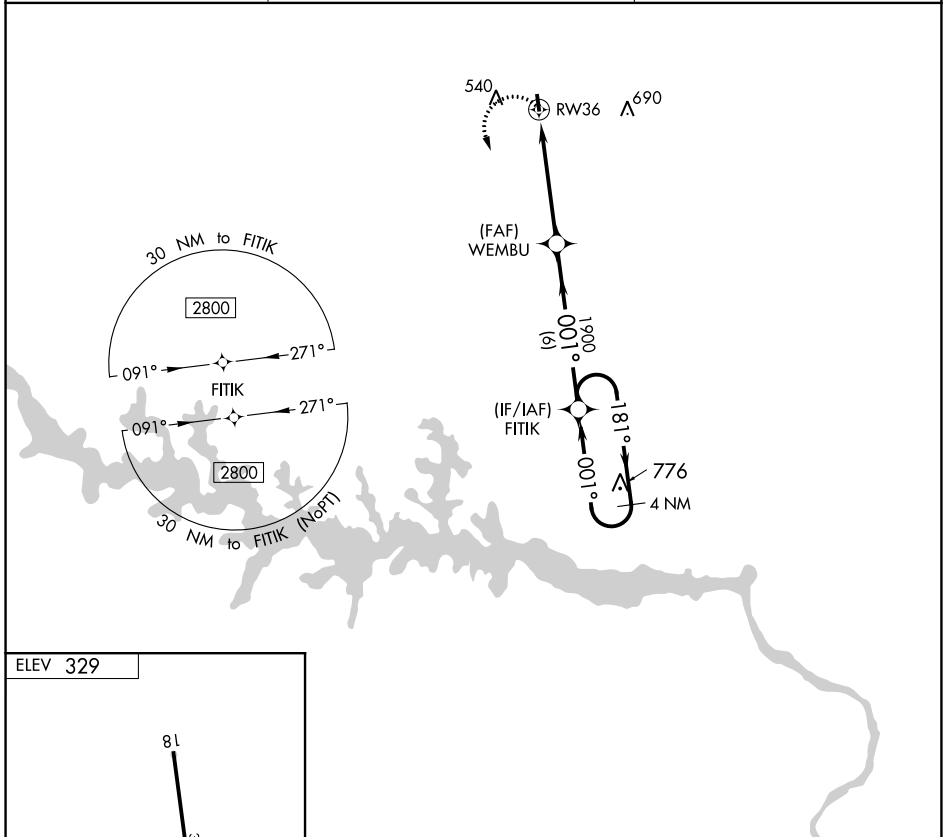 540
RW36
690
(FAF)
WEMBU
30 NM to FITIK
2800
091°
271°
FITIK
091°
271°
2800
30 NM to FITIK (NoPT)
001°
1900
(6)
(IF/IAF)
FITIK
181°
001°
776
4 NM
ELEV 329
18